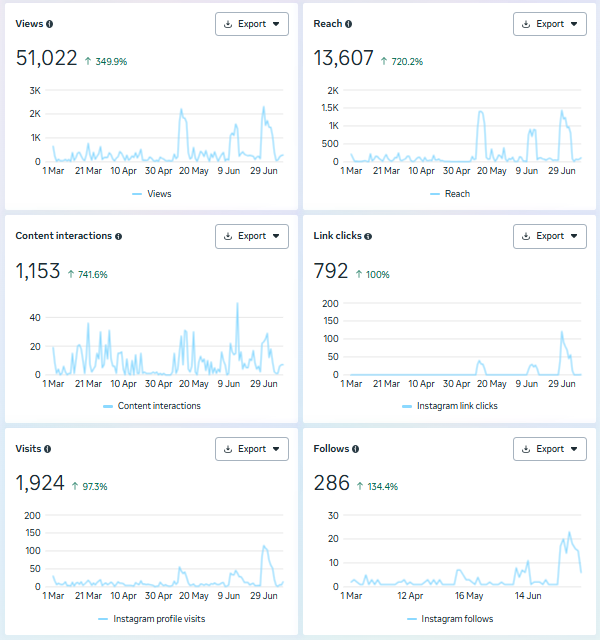 Views
Export
51,022 ↑ 349.9%
3K
2K
1K
0
1 Mar 21 Mar 10 Apr 30 Apr 20 May 9 Jun 29 Jun
Views
Reach
Export
13,607 ↑ 720.2%
2K
1.5K
1K
500
0
1 Mar 21 Mar 10 Apr 30 Apr 20 May 9 Jun 29 Jun
Reach
Content interactions
Export
1,153 ↑ 741.6%
40
20
0
1 Mar 21 Mar 10 Apr 30 Apr 20 May 9 Jun 29 Jun
Content interactions
Link clicks
Export
792 ↑ 100%
200
150
100
50
0
1 Mar 21 Mar 10 Apr 30 Apr 20 May 9 Jun 29 Jun
Instagram link clicks
Visits
Export
1,924 ↑ 97.3%
200
150
100
50
0
1 Mar 21 Mar 10 Apr 30 Apr 20 May 9 Jun 29 Jun
Instagram profile visits
Follows
Export
286 ↑ 134.4%
30
20
10
0
1 Mar 12 Apr 16 May 14 Jun
Instagram follows